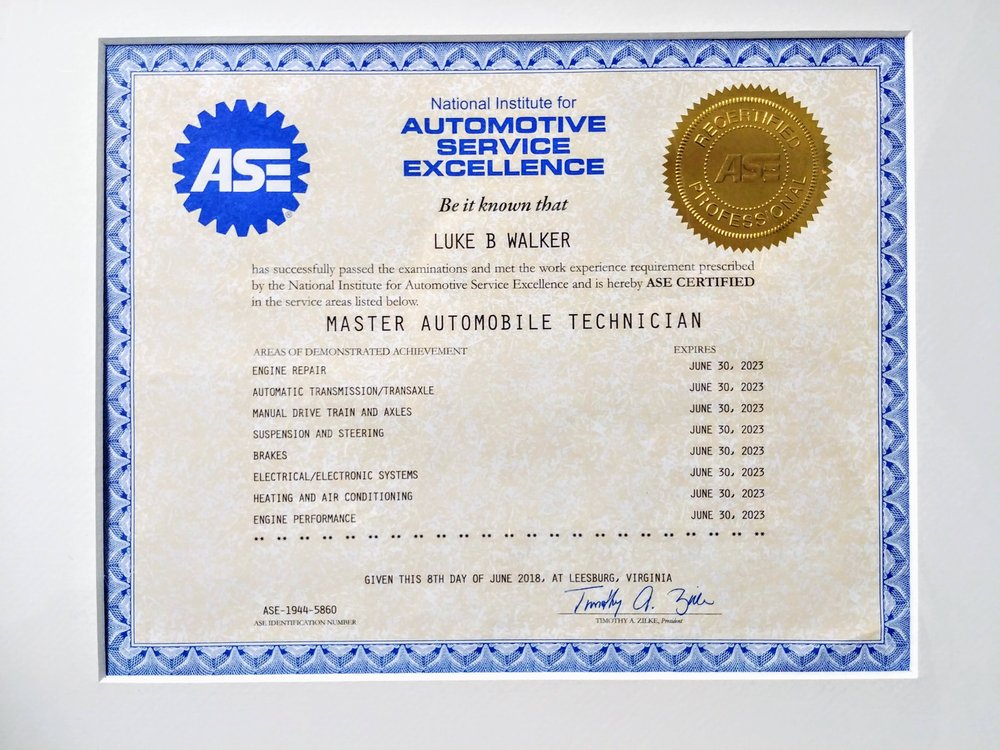 National Institute for
AUTOMOTIVE
SERVICE
EXCELLENCE
ASE
®
RECERTIFIED
ASE
PROFESSIONAL
Be it known that
LUKE B WALKER
has successfully passed the examinations and met the work experience requirement prescribed
by the National Institute for Automotive Service Excellence and is hereby ASE CERTIFIED
in the service areas listed below.
MASTER AUTOMOBILE TECHNICIAN
AREAS OF DEMONSTRATED ACHIEVEMENT EXPIRES
ENGINE REPAIR JUNE 30, 2023
AUTOMATIC TRANSMISSION/TRANSAXLE JUNE 30, 2023
MANUAL DRIVE TRAIN AND AXLES JUNE 30, 2023
SUSPENSION AND STEERING JUNE 30, 2023
BRAKES JUNE 30, 2023
ELECTRICAL/ELECTRONIC SYSTEMS JUNE 30, 2023
HEATING AND AIR CONDITIONING JUNE 30, 2023
ENGINE PERFORMANCE JUNE 30, 2023
** ** ** ** ** ** ** ** ** ** ** ** ** ** ** ** ** ** ** ** ** ** **
GIVEN THIS 8TH DAY OF JUNE 2018, AT LEESBURG, VIRGINIA
Timothy A. Zilke
ASE-1944-5860
ASE IDENTIFICATION NUMBER
TIMOTHY A. ZILKE, President